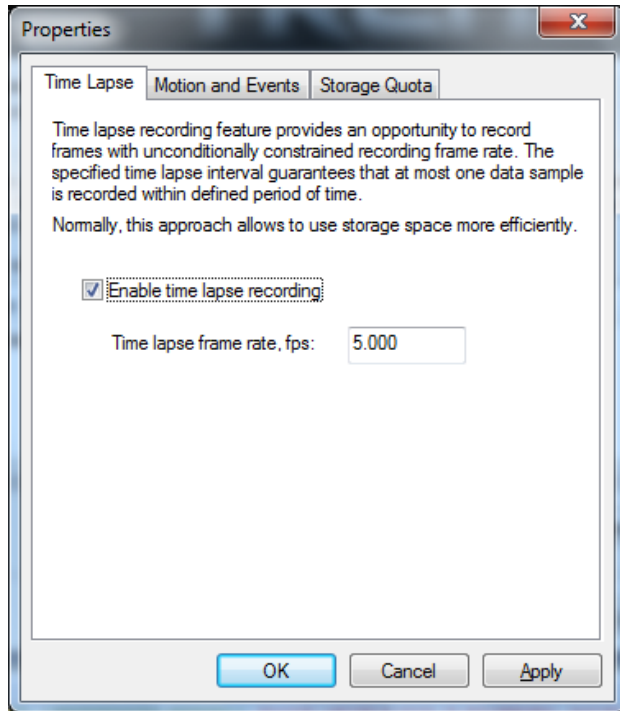 Properties
Time Lapse Motion and Events Storage Quota
Time lapse recording feature provides an opportunity to record
frames with unconditionally constrained recording frame rate. The
specified time lapse interval guarantees that at most one data sample
is recorded within defined period of time.
Normally, this approach allows to use storage space more efficiently.
Enable time lapse recording
Time lapse frame rate, fps: 5.000
OK Cancel Apply